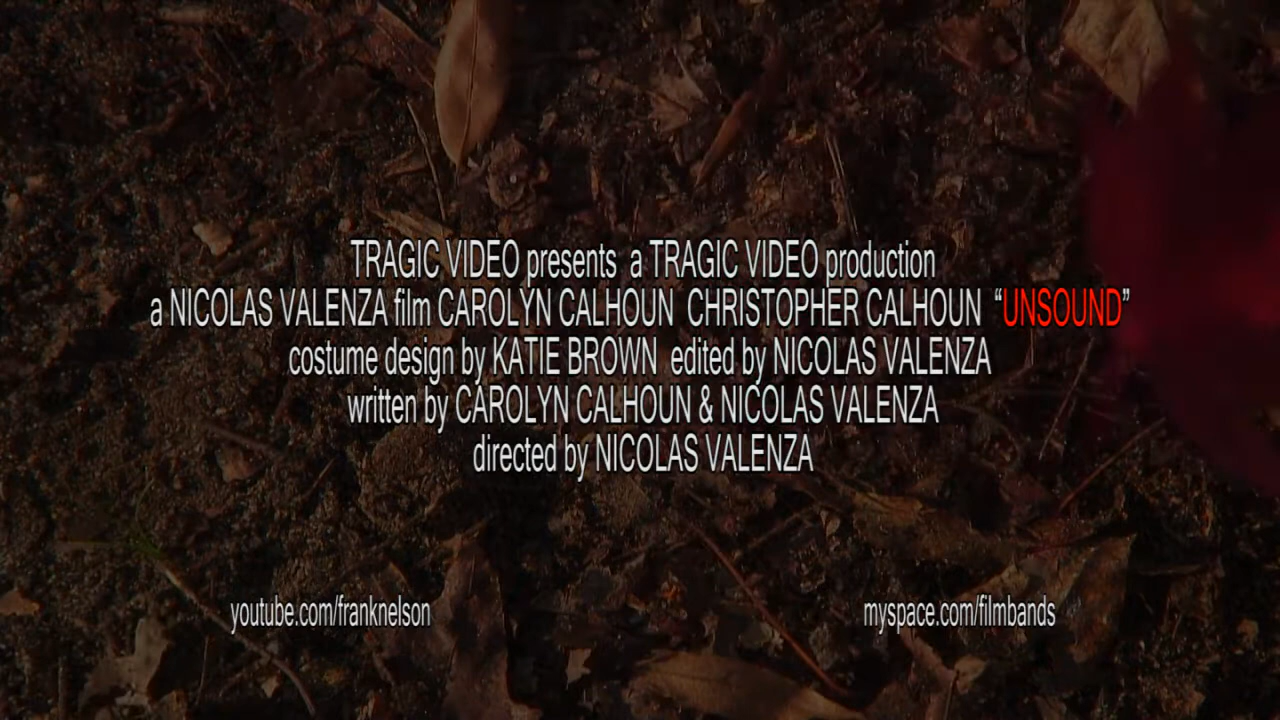 TRAGIC VIDEO presents a TRAGIC VIDEO production
a NICOLAS VALENZA film CAROLYN CALHOUN CHRISTOPHER CALHOUN “UNSOUND”
costume design by KATIE BROWN edited by NICOLAS VALENZA
written by CAROLYN CALHOUN & NICOLAS VALENZA
directed by NICOLAS VALENZA
youtube.com/franknelson
myspace.com/filmbands